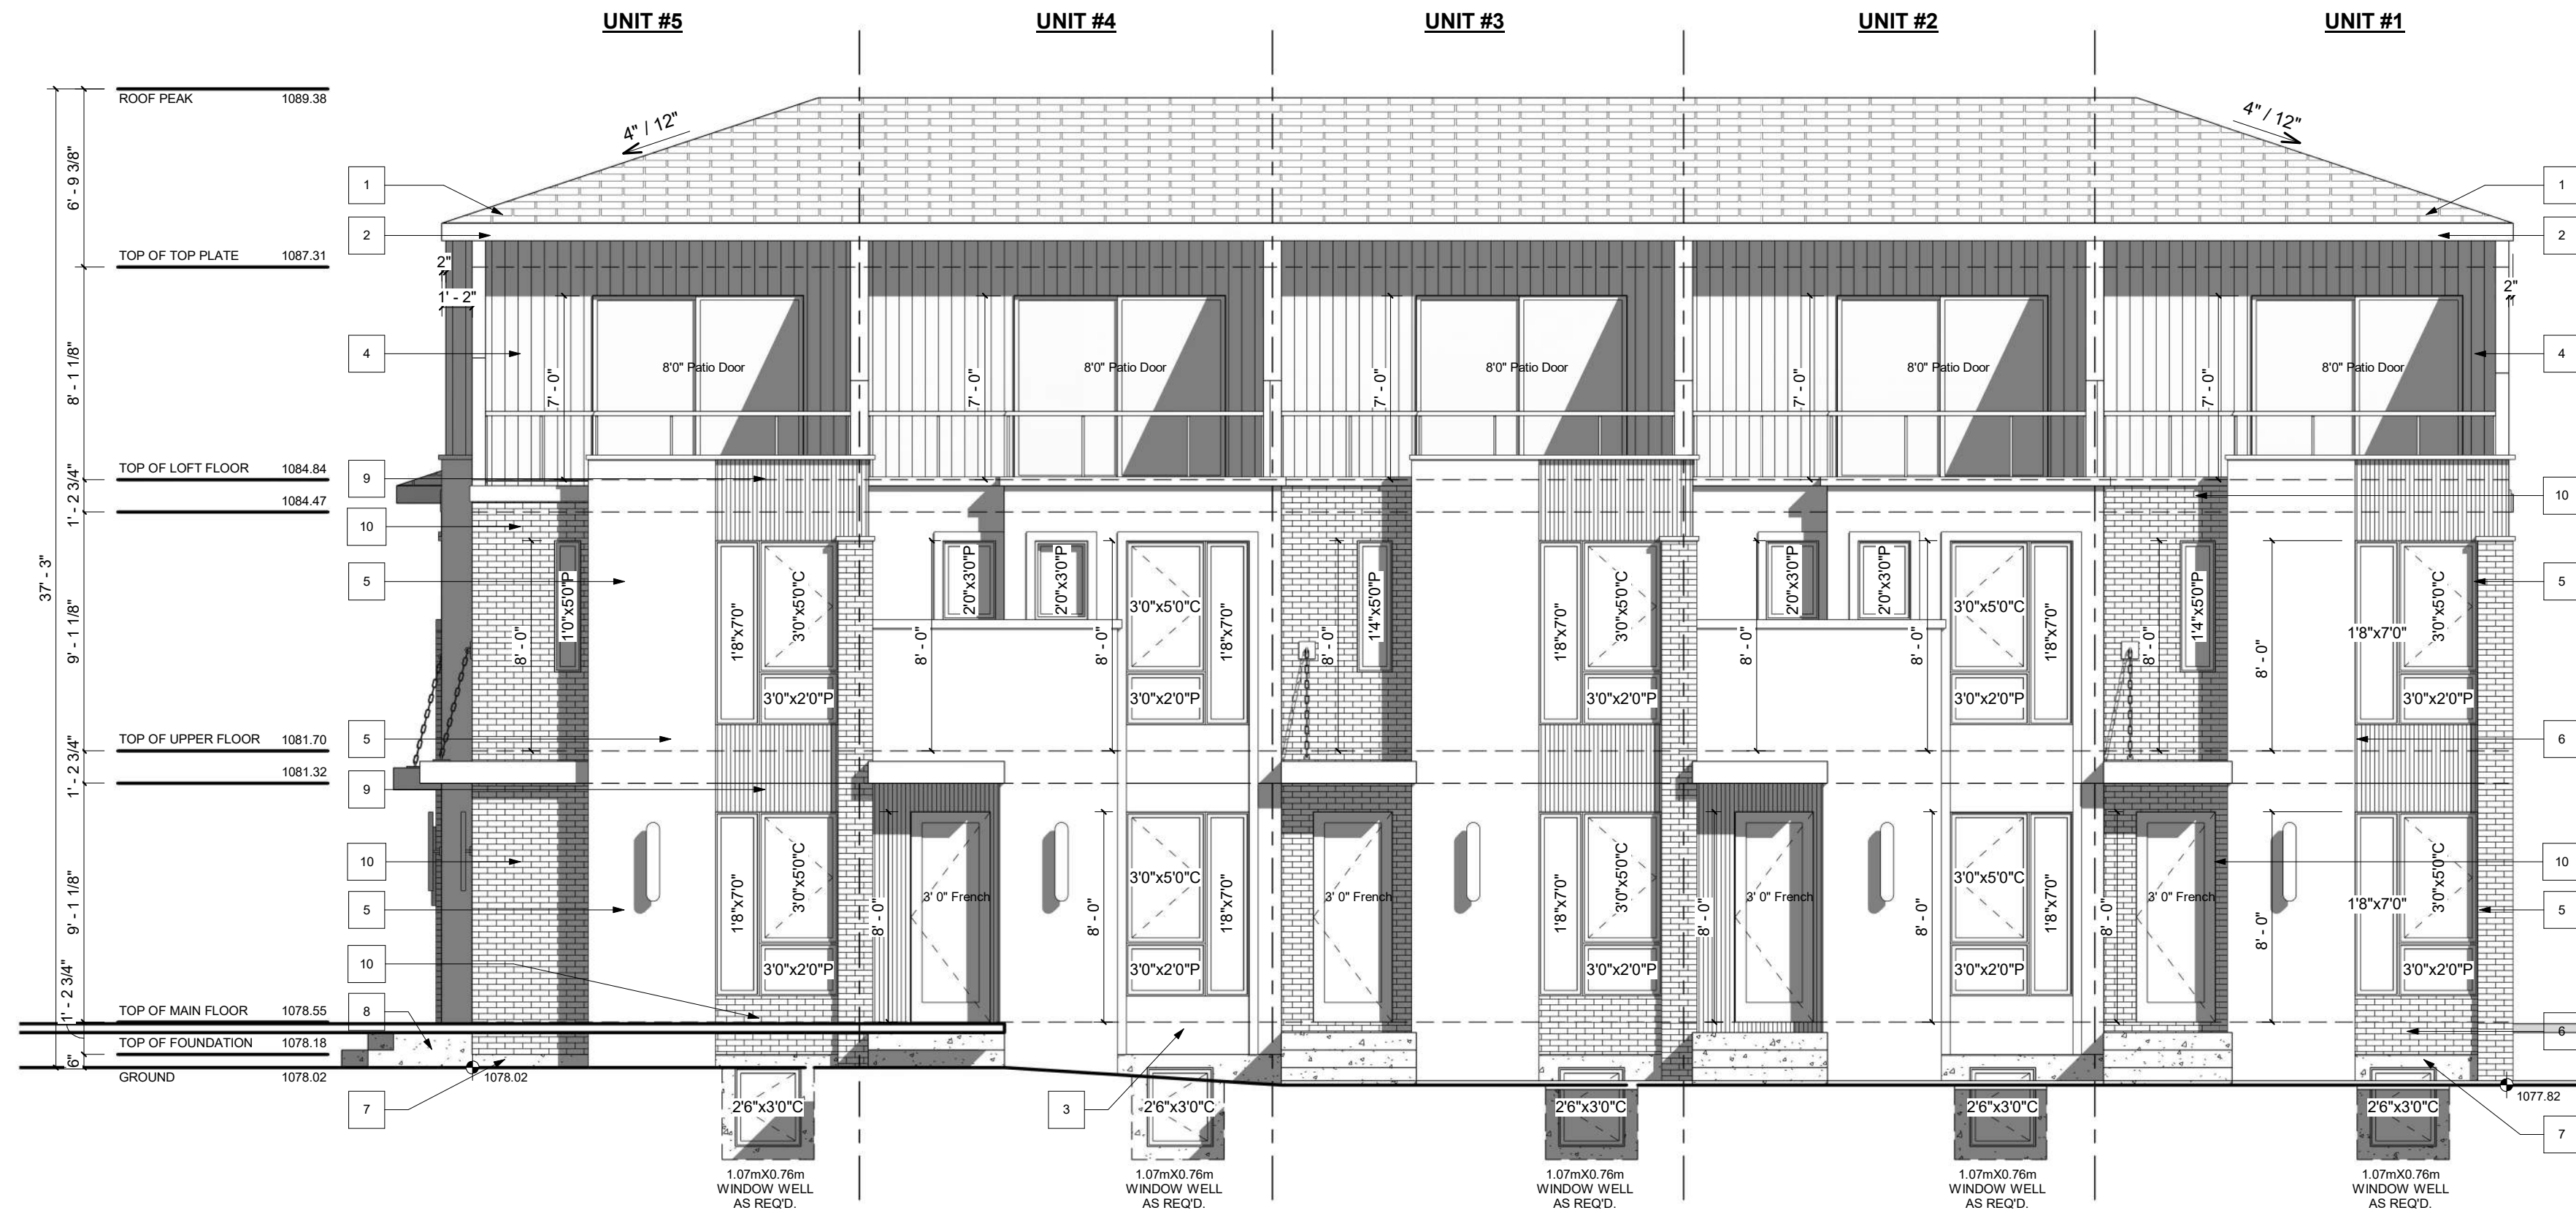 UNIT #5 UNIT #4 UNIT #3 UNIT #2 UNIT #1
ROOF PEAK 1089.38
4" / 12" 4" / 12"
6' - 9 3/8"
1 1
2 2
TOP OF TOP PLATE 1087.31
2" 2"
1' - 2"
4 4
8' - 1 1/8"
8'0" Patio Door 8'0" Patio Door 8'0" Patio Door 8'0" Patio Door 8'0" Patio Door
7' - 0" 7' - 0" 7' - 0" 7' - 0" 7' - 0"
TOP OF LOFT FLOOR 1084.84
9
10
1' - 2 3/4"
1084.47
10
37' - 3"
5 5
1'0"x5'0"P 2'0"x3'0"P 2'0"x3'0"P 1'4"x5'0"P 2'0"x3'0"P 2'0"x3'0"P 1'4"x5'0"P
1'8"x7'0" 3'0"x5'0"C 3'0"x5'0"C 1'8"x7'0" 1'8"x7'0" 3'0"x5'0"C 3'0"x5'0"C 1'8"x7'0" 1'8"x7'0" 3'0"x5'0"C
9' - 1 1/8"
8' - 0" 8' - 0" 8' - 0" 8' - 0" 8' - 0" 8' - 0" 8' - 0" 8' - 0"
3'0"x2'0"P 3'0"x2'0"P 3'0"x2'0"P 3'0"x2'0"P 3'0"x2'0"P
TOP OF UPPER FLOOR 1081.70
5 6
1' - 2 3/4"
1081.32
9
10 10
1'8"x7'0" 3'0"x5'0"C 3'0"x5'0"C 1'8"x7'0" 1'8"x7'0" 3'0"x5'0"C 3'0"x5'0"C 1'8"x7'0" 1'8"x7'0" 3'0"x5'0"C
3' 0" French 3' 0" French 3' 0" French 3' 0" French
9' - 1 1/8"
5 5
8' - 0" 8' - 0" 8' - 0" 8' - 0" 8' - 0" 8' - 0"
10
3'0"x2'0"P 3'0"x2'0"P 3'0"x2'0"P 3'0"x2'0"P 3'0"x2'0"P
1' - 2 3/4"
TOP OF MAIN FLOOR 1078.55
8
6
TOP OF FOUNDATION 1078.18
6"
GROUND 1078.02
1078.02
1077.82
7 3 7
2'6"x3'0"C 2'6"x3'0"C 2'6"x3'0"C 2'6"x3'0"C 2'6"x3'0"C
1.07mX0.76m 1.07mX0.76m 1.07mX0.76m 1.07mX0.76m 1.07mX0.76m
WINDOW WELL WINDOW WELL WINDOW WELL WINDOW WELL WINDOW WELL
AS REQ'D. AS REQ'D. AS REQ'D. AS REQ'D. AS REQ'D.